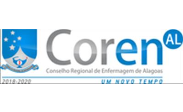 Coren AL
Conselho Regional de Enfermagem de Alagoas
2018-2020 UM NOVO TEMPO